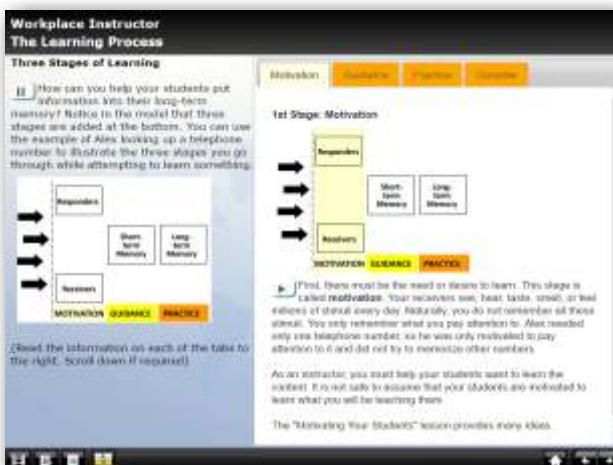 Workplace Instructor
The Learning Process
Three Stages of Learning
How can you help your students put
information into their long-term
memory? Notice in the model that three
stages are added at the bottom. You can use
the example of Alex looking up a telephone
number to illustrate the three stages you go
through while attempting to learn something.
Responders
Short-
term
Memory
Long-
term
Memory
Receivers
MOTIVATION GUIDANCE PRACTICE
(Read the information on each of the tabs to
the right. Scroll down if required)
Motivation Guidance Practice Consider
1st Stage: Motivation
Responders
Short-
term
Memory
Long-
term
Memory
Receivers
MOTIVATION GUIDANCE PRACTICE
First, there must be the need or desire to learn. This stage is
called motivation. Your receivers see, hear, taste, smell, or feel
millions of stimuli every day. Naturally, you do not remember all these
stimuli. You only remember what you pay attention to. Alex needed
only one telephone number, so he was only motivated to pay
attention to it and did not try to memorize other numbers.
As an instructor, you must help your students want to learn the
content. It is not safe to assume that your students are motivated to
learn what you will be teaching them.
The "Motivating Your Students" lesson provides many ideas.